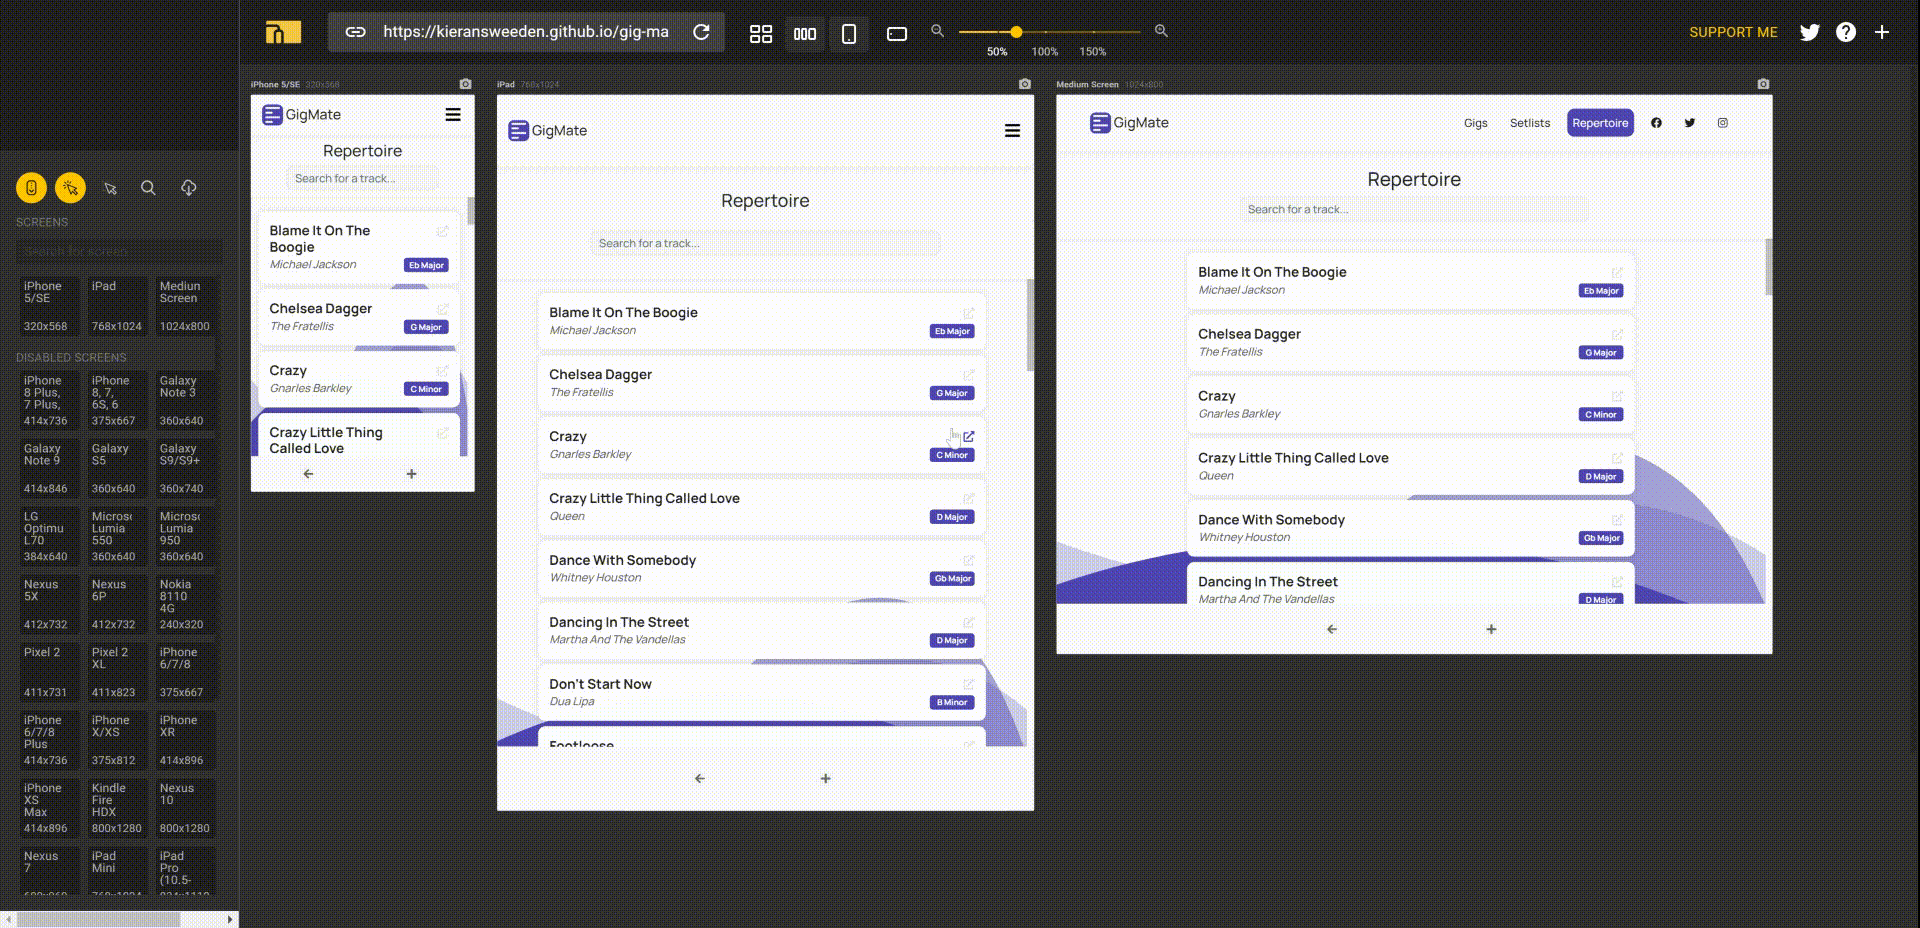 https://kieransweeden.github.io/gig-ma
50%
100%
150%
SUPPORT ME
SCREENS
Search for screen
iPhone
5/SE
320x568
iPad
768x1024
Mediun
Screen
1024x800
DISABLED SCREENS
iPhone
8 Plus,
7 Plus,
414x736
iPhone
8, 7,
6S, 6
375x667
Galaxy
Note 3
360x640
Galaxy
Note 9
414x846
Galaxy
S5
360x640
Galaxy
S9/S9+
360x740
LG
Optimu
L70
384x640
Micros
Lumia
550
360x640
Micros
Lumia
950
360x640
Nexus
5X
412x732
Nexus
6P
412x732
Nokia
8110
4G
240x320
Pixel 2
411x731
Pixel 2
XL
411x823
iPhone
6/7/8
375x667
iPhone
6/7/8
Plus
414x736
iPhone
X/XS
375x812
iPhone
XR
414x896
iPhone
XS
Max
414x896
Kindle
Fire
HDX
800x1280
Nexus
10
800x1280
Nexus
7
iPad
Mini
iPad
Pro
(10.5-
iPhone 5/SE 320x568
GigMate
Repertoire
Search for a track...
Blame It On The
Boogie
Michael Jackson
Eb Major
Chelsea Dagger
The Fratellis
G Major
Crazy
Gnarles Barkley
C Minor
Crazy Little Thing
Called Love
iPad 768x1024
GigMate
Repertoire
Search for a track...
Blame It On The Boogie
Michael Jackson
Eb Major
Chelsea Dagger
The Fratellis
G Major
Crazy
Gnarles Barkley
C Minor
Crazy Little Thing Called Love
Queen
D Major
Dance With Somebody
Whitney Houston
Gb Major
Dancing In The Street
Martha And The Vandellas
D Major
Don't Start Now
Dua Lipa
B Minor
Footloose
Medium Screen 1024x800
GigMate
Gigs
Setlists
Repertoire
Repertoire
Search for a track...
Blame It On The Boogie
Michael Jackson
Eb Major
Chelsea Dagger
The Fratellis
G Major
Crazy
Gnarles Barkley
C Minor
Crazy Little Thing Called Love
Queen
D Major
Dance With Somebody
Whitney Houston
Gb Major
Dancing In The Street
Martha And The Vandellas
D Major